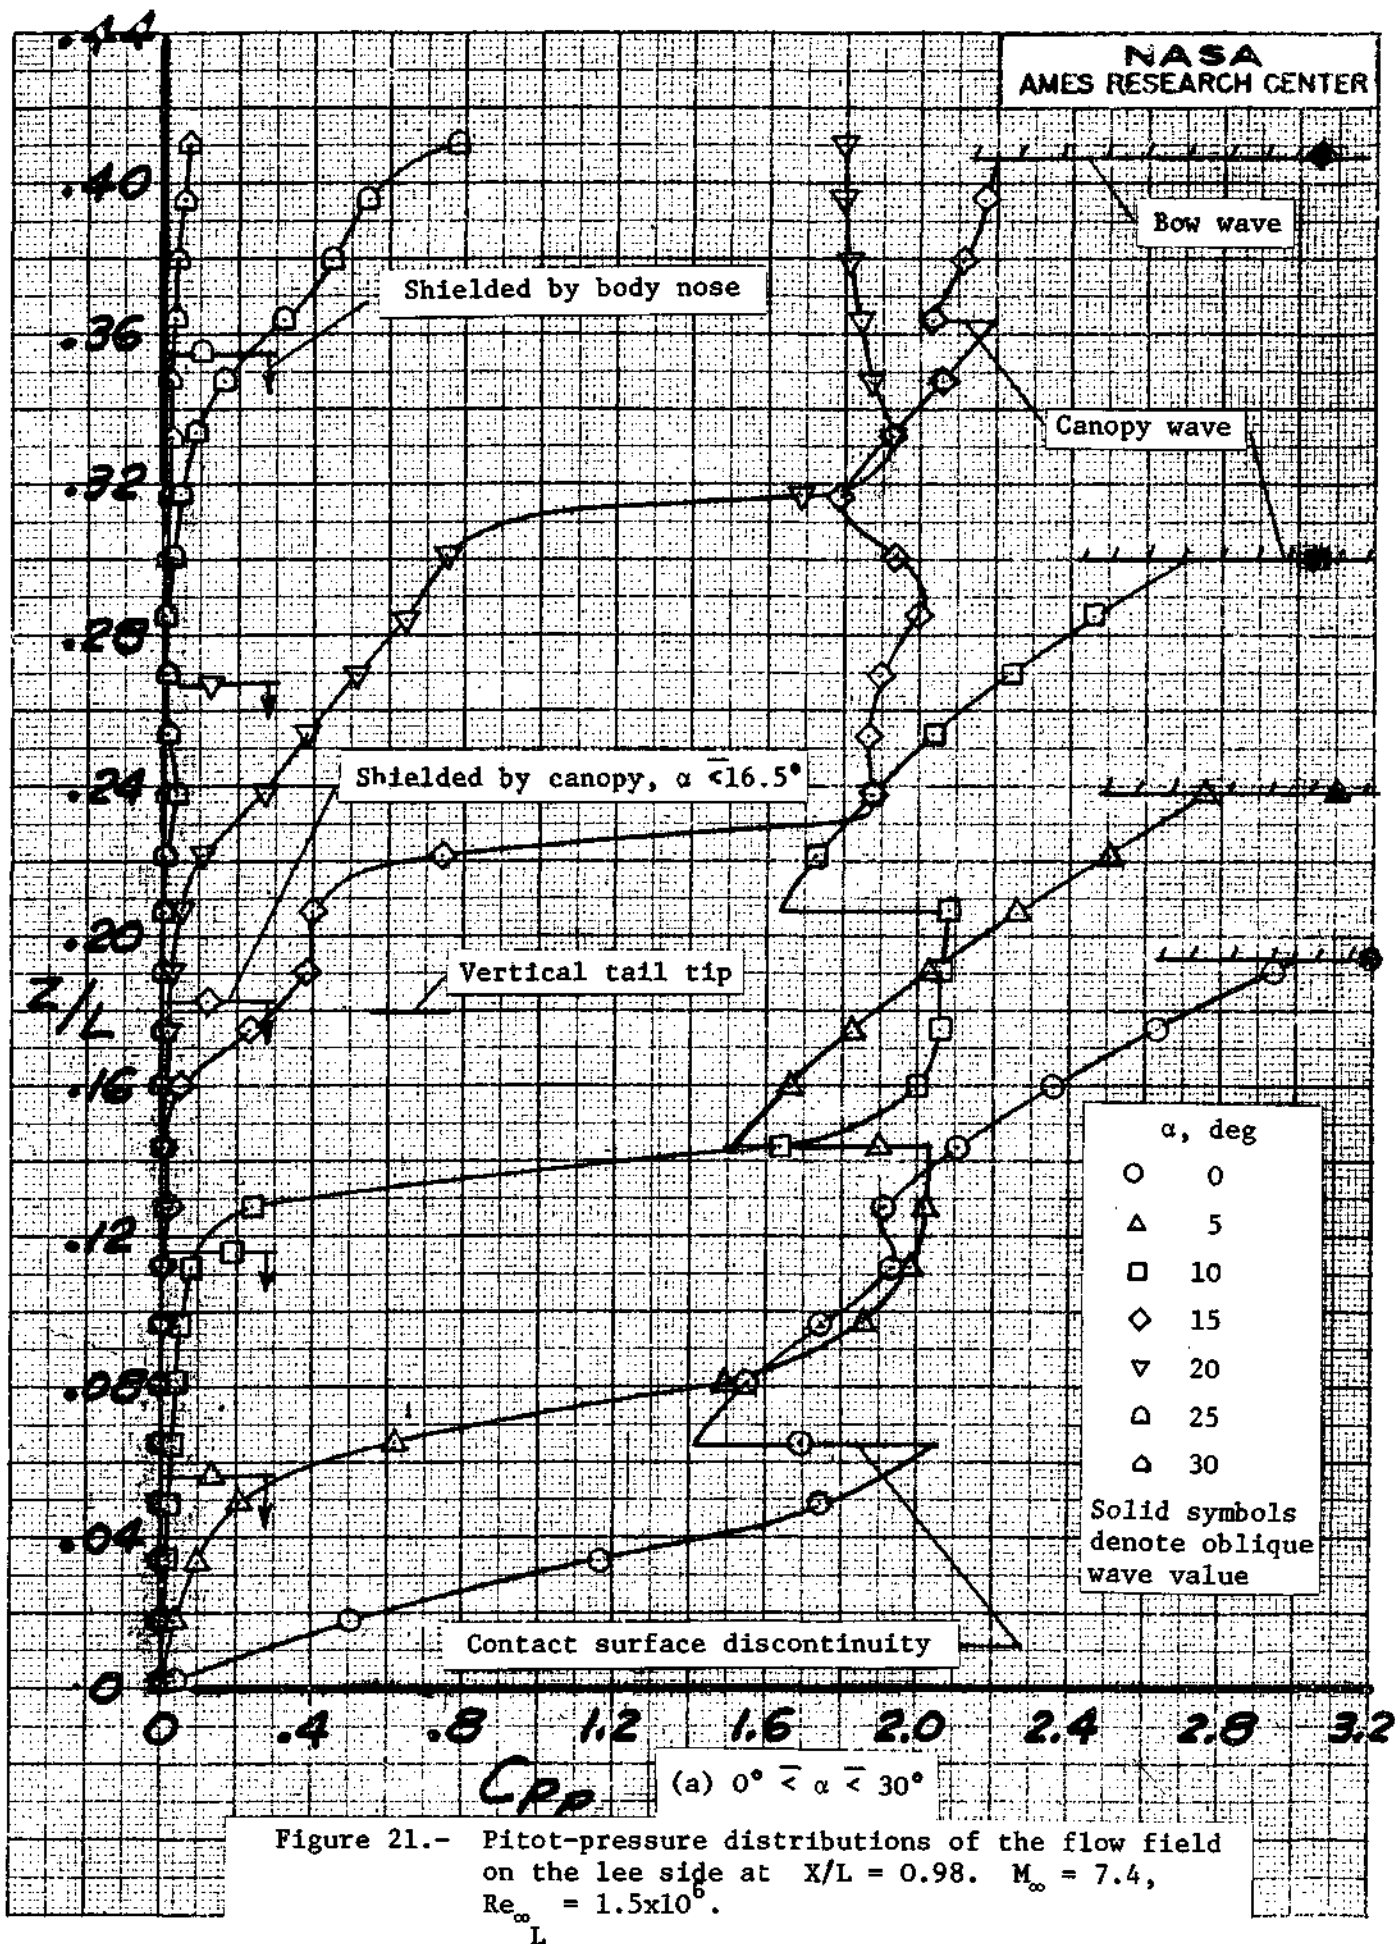 .44
NASA
AMES RESEARCH CENTER
.40
Bow wave
Shielded by body nose
.36
Canopy wave
.32
.28
Shielded by canopy, α ≤16.5°
.24
.20
Vertical tail tip
Z/L
.16
α, deg
0
5
10
15
20
25
30
Solid symbols
denote oblique
wave value
.12
.08
.04
Contact surface discontinuity
0
0 .4 .8 1.2 1.6 2.0 2.4 2.8 3.2
CPP
(a) 0° ≤ α ≤ 30°
Figure 21.- Pitot-pressure distributions of the flow field
on the lee side at X/L = 0.98. M∞ = 7.4,
Re∞L = 1.5x10⁶.